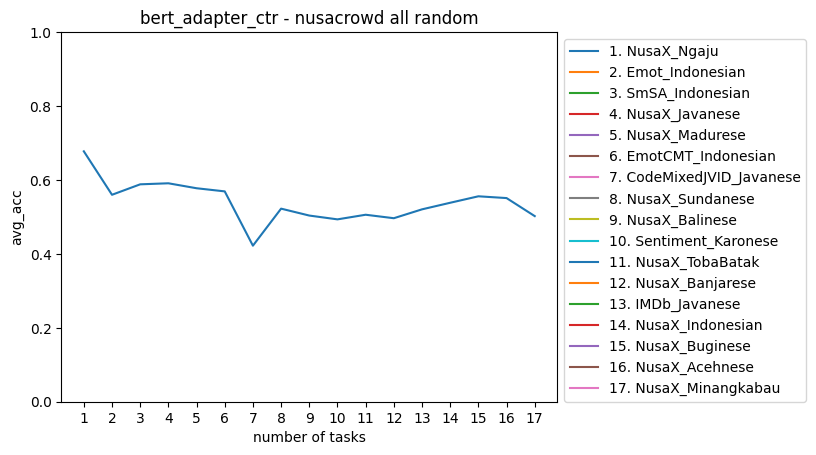 bert_adapter_ctr - nusacrowd all random
avg_acc
1.0
0.8
0.6
0.4
0.2
0.0
1 2 3 4 5 6 7 8 9 10 11 12 13 14 15 16 17
number of tasks
1. NusaX_Ngaju
2. Emot_Indonesian
3. SmSA_Indonesian
4. NusaX_Javanese
5. NusaX_Madurese
6. EmotCMT_Indonesian
7. CodeMixedJVID_Javanese
8. NusaX_Sundanese
9. NusaX_Balinese
10. Sentiment_Karonese
11. NusaX_TobaBatak
12. NusaX_Banjarese
13. IMDb_Javanese
14. NusaX_Indonesian
15. NusaX_Buginese
16. NusaX_Acehnese
17. NusaX_Minangkabau